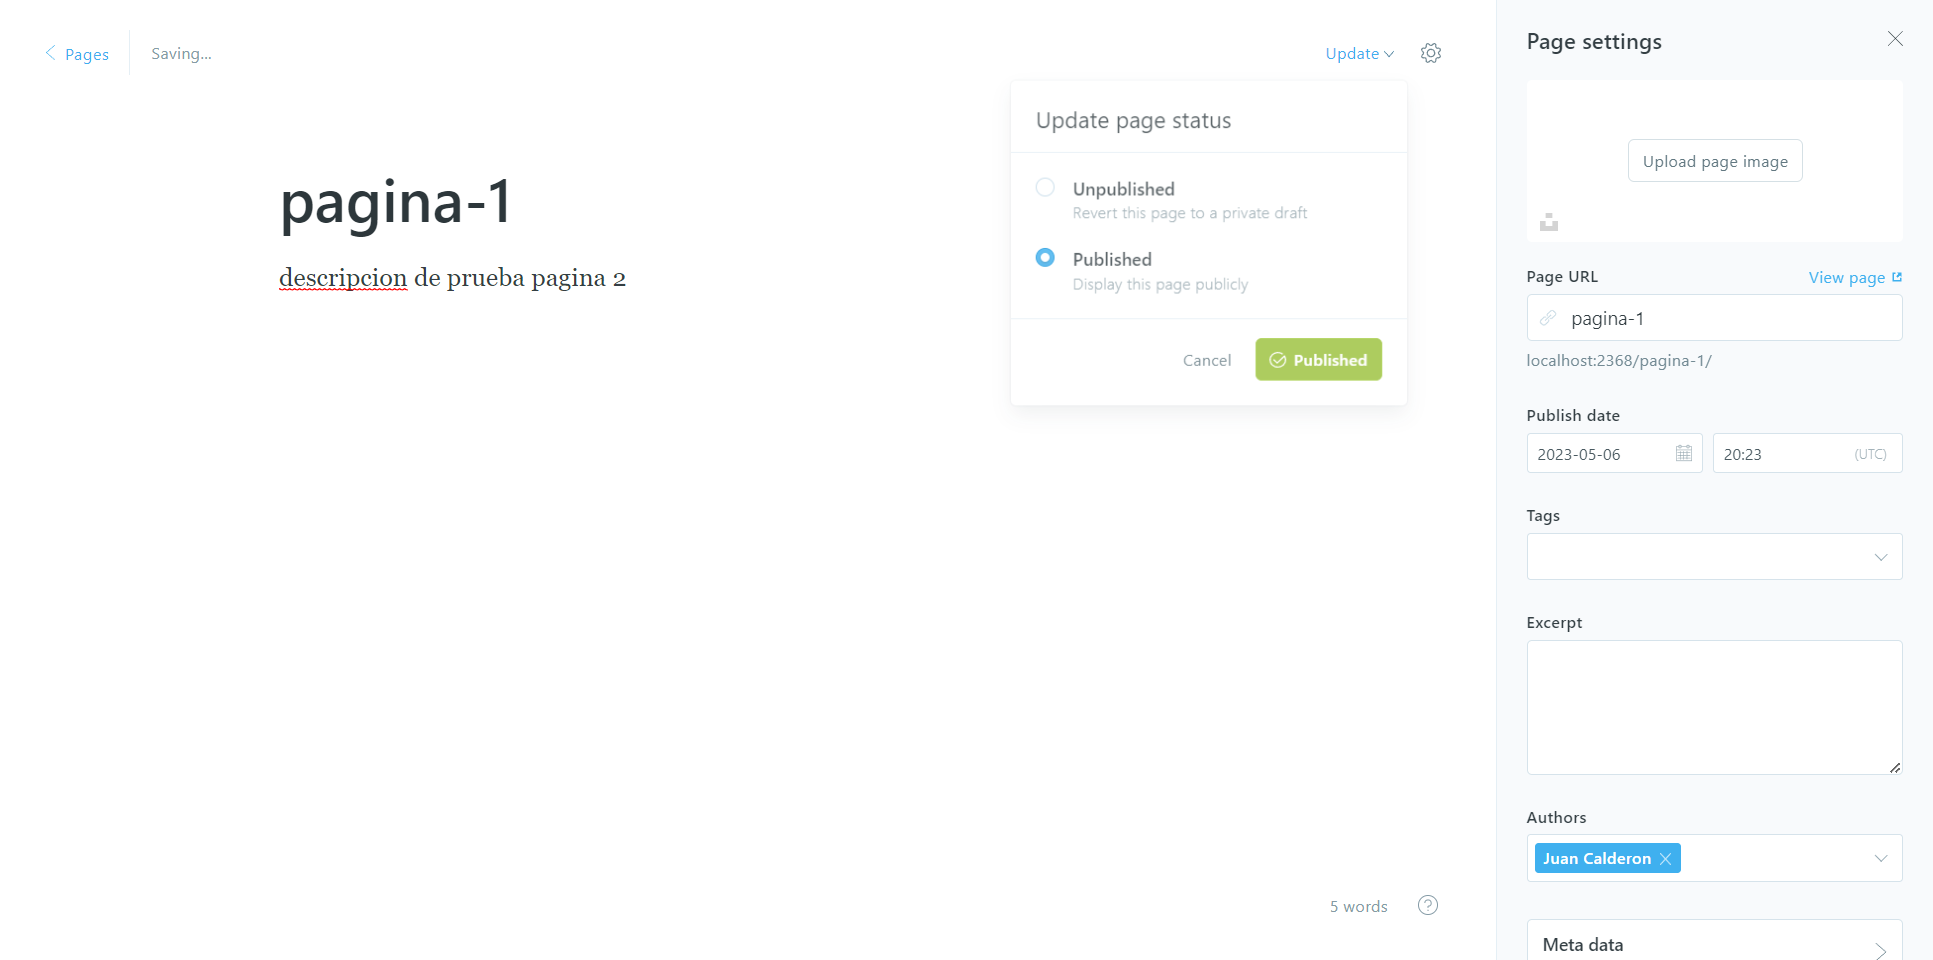 Pages
Saving...
Update
Update page status
Unpublished
Revert this page to a private draft
Published
Display this page publicly
Cancel
Published
pagina-1
descripcion de prueba pagina 2
5 words
?
Page settings
Upload page image
Page URL
View page
pagina-1
localhost:2368/pagina-1/
Publish date
2023-05-06
20:23
(UTC)
Tags
Excerpt
Authors
Juan Calderon
Meta data